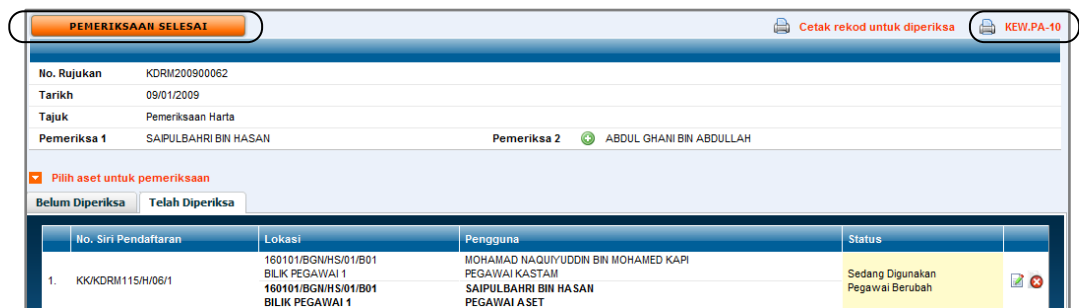 PEMERIKSAAN SELESAI Cetak rekod untuk diperiksa KEW.PA-10
No. Rujukan KDRM200900062
Tarikh 09/01/2009
Tajuk Pemeriksaan Harta
Pemeriksa 1 SAIPULBAHRI BIN HASAN Pemeriksa 2 ABDUL GHANI BIN ABDULLAH
Pilih aset untuk pemeriksaan
Belum Diperiksa Telah Diperiksa
No. Siri Pendaftaran Lokasi Pengguna Status
1. KK/KDRM115/H/06/1
160101/BGN/HS/01/B01
BILIK PEGAWAI 1
160101/BGN/HS/01/B01
BILIK PEGAWAI 1
MOHAMAD NAQUIYUDDIN BIN MOHAMED KAPI
PEGAWAI KASTAM
SAIPULBAHRI BIN HASAN
PEGAWAI ASET
Sedang Digunakan
Pegawai Berubah